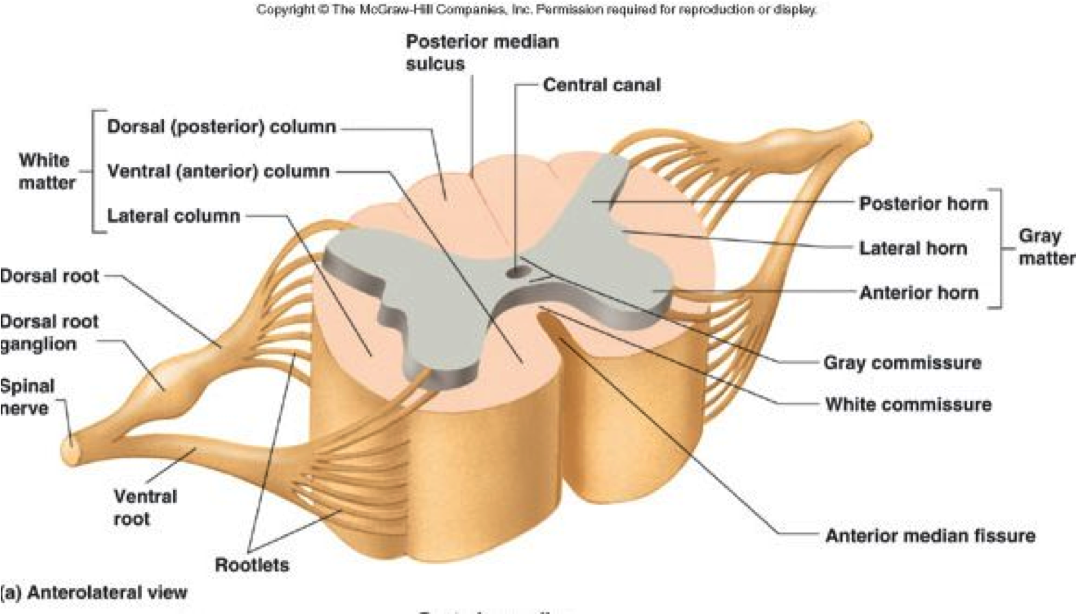 Copyright © The McGraw-Hill Companies, Inc. Permission required for reproduction or display.
Posterior median
sulcus
Central canal
Dorsal (posterior) column
White
matter
Ventral (anterior) column
Lateral column
Posterior horn
Lateral horn
Gray
matter
Anterior horn
Dorsal root
Dorsal root
ganglion
Spinal
nerve
Gray commissure
White commissure
Ventral
root
Rootlets
Anterior median fissure
(a) Anterolateral view